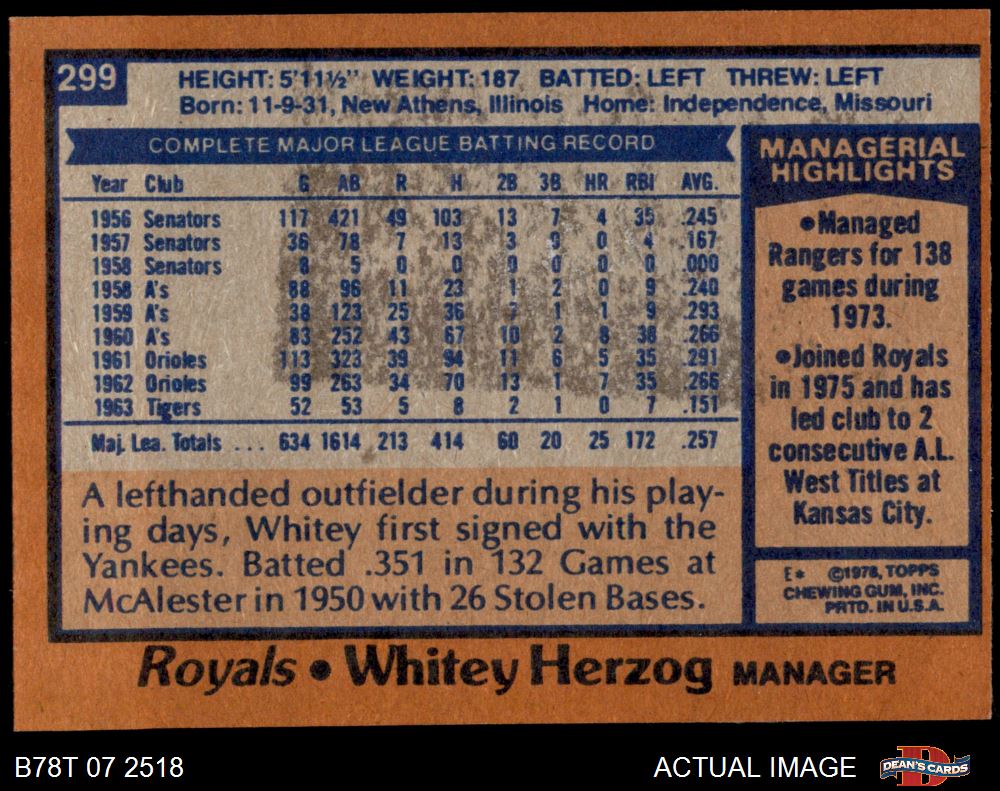 299
HEIGHT: 5'11½" WEIGHT: 187 BATTED: LEFT THREW: LEFT
Born: 11-9-31, New Athens, Illinois Home: Independence, Missouri
COMPLETE MAJOR LEAGUE BATTING RECORD
Year Club G AB R H 2B 3B HR RBI AVG.
1956 Senators 117 421 49 103 13 7 4 35 .245
1957 Senators 36 78 7 13 3 0 0 4 .167
1958 Senators 8 5 0 0 0 0 0 0 .000
1958 A's 88 96 11 23 1 2 0 9 .240
1959 A's 38 123 25 36 7 1 1 9 .293
1960 A's 83 252 43 67 10 2 8 38 .266
1961 Orioles 113 323 39 94 11 6 5 35 .291
1962 Orioles 99 263 34 70 13 1 7 35 .266
1963 Tigers 52 53 5 8 2 1 0 7 .151
Maj. Lea. Totals ... 634 1614 213 414 60 20 25 172 .257
A lefthanded outfielder during his play-
ing days, Whitey first signed with the
Yankees. Batted .351 in 132 Games at
McAlester in 1950 with 26 Stolen Bases.
MANAGERIAL
HIGHLIGHTS
•Managed
Rangers for 138
games during
1973.
•Joined Royals
in 1975 and has
led club to 2
consecutive A.L.
West Titles at
Kansas City.
E* ©1978, TOPPS
CHEWING GUM, INC.
PRTD. IN U.S.A.
Royals • Whitey Herzog MANAGER
B78T 07 2518
ACTUAL IMAGE
D
DEAN'S CARDS